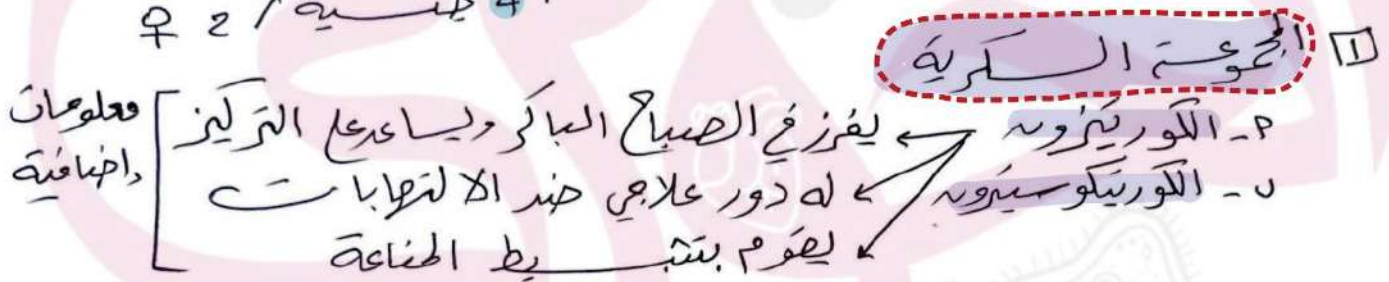 4 جنسية / 2 ♀
1 المجموعة السكرية
أ- الكورتيزون ← يفرز في الصباح الباكر ويساعد على التركيز
ب- الكورتيكوستيرون ← له دور علاجي ضد الالتهابات
يقوم بتثبيط المناعة
معلومات
إضافية